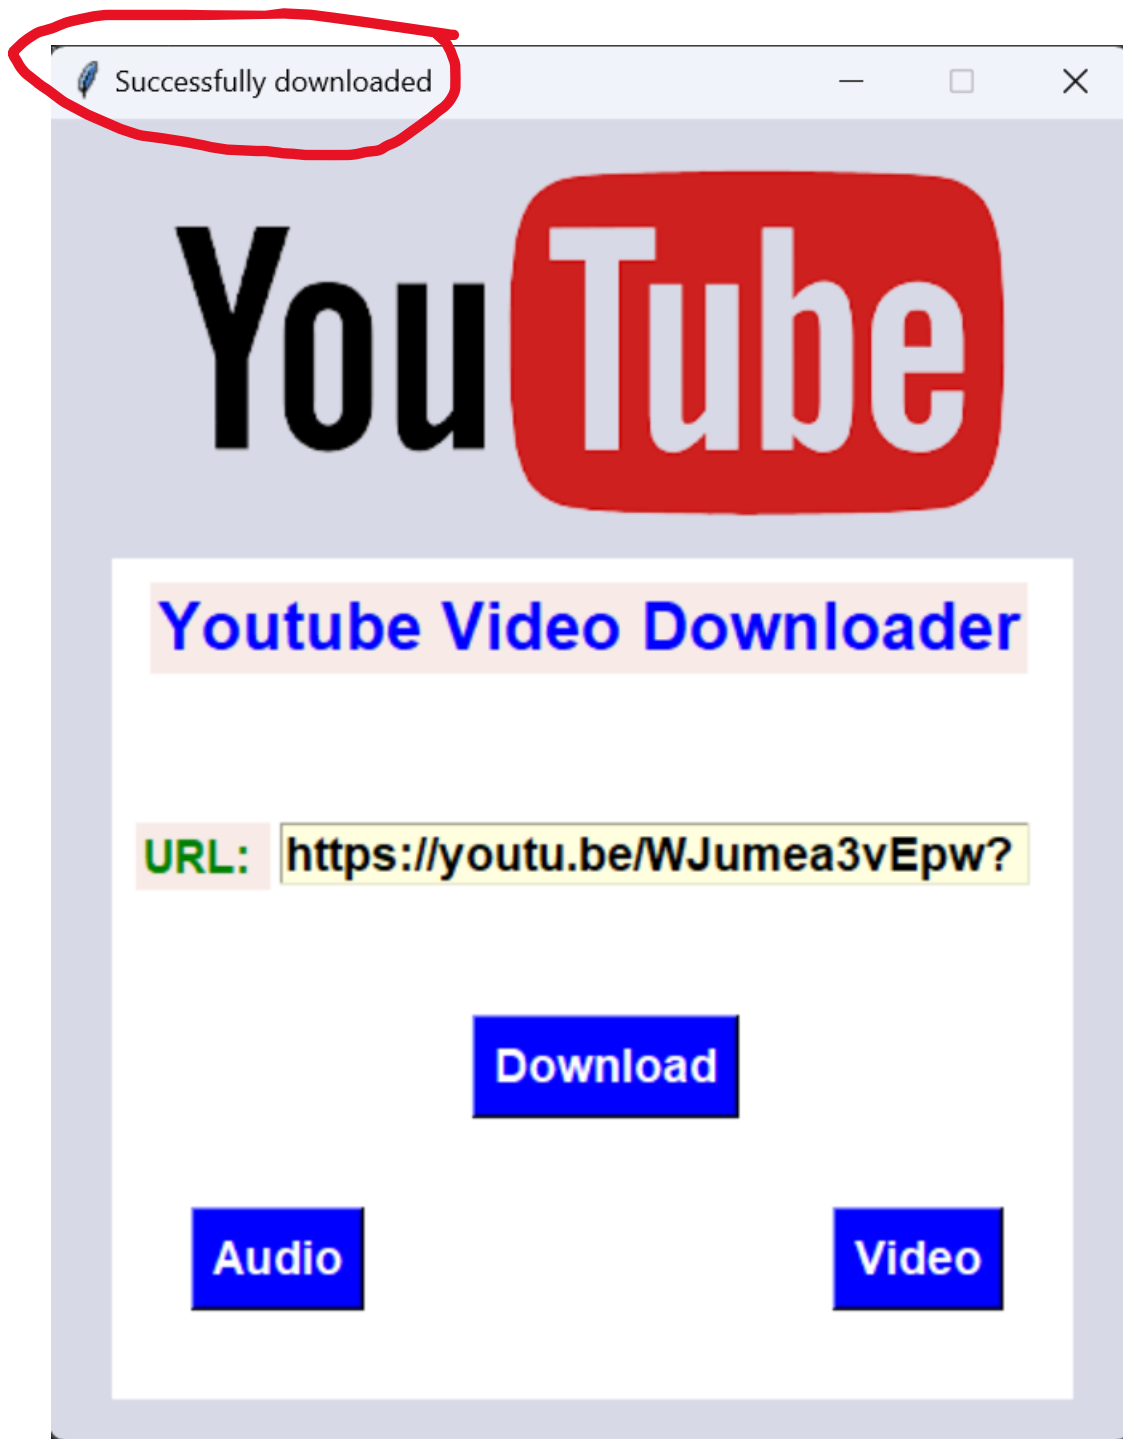 Successfully downloaded
YouTube
Youtube Video Downloader
URL: https://youtu.be/WJumea3vEpw?
Download
Audio Video